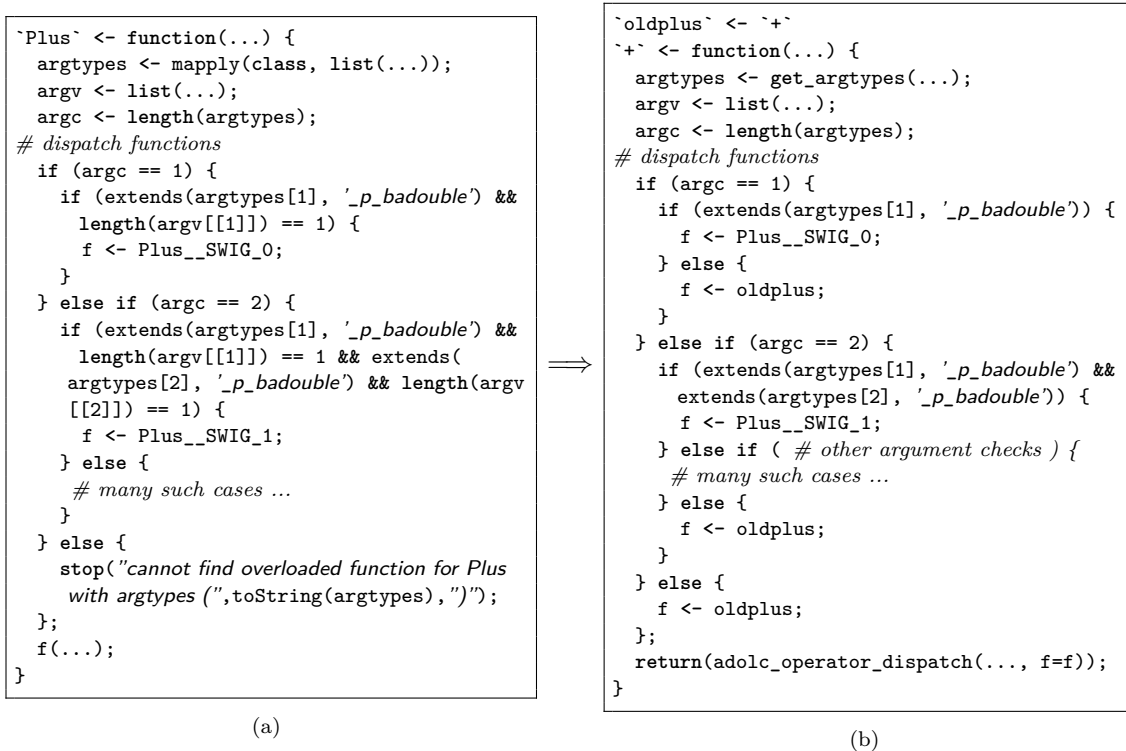 `Plus` <- function(...) {
argtypes <- mapply(class, list(...));
argv <- list(...);
argc <- length(argtypes);
# dispatch functions
if (argc == 1) {
if (extends(argtypes[1], '_p_badouble') &&
length(argv[[1]]) == 1) {
f <- Plus__SWIG_0;
}
} else if (argc == 2) {
if (extends(argtypes[1], '_p_badouble') &&
length(argv[[1]]) == 1 && extends(
argtypes[2], '_p_badouble') && length(argv
[[2]]) == 1) {
f <- Plus__SWIG_1;
} else {
# many such cases ...
}
} else {
stop("cannot find overloaded function for Plus
with argtypes (",toString(argtypes),")");
};
f(...);
}
(a)
⟹
`oldplus` <- `+`
`+` <- function(...) {
argtypes <- get_argtypes(...);
argv <- list(...);
argc <- length(argtypes);
# dispatch functions
if (argc == 1) {
if (extends(argtypes[1], '_p_badouble')) {
f <- Plus__SWIG_0;
} else {
f <- oldplus;
}
} else if (argc == 2) {
if (extends(argtypes[1], '_p_badouble') &&
extends(argtypes[2], '_p_badouble')) {
f <- Plus__SWIG_1;
} else if ( # other argument checks ) {
# many such cases ...
} else {
f <- oldplus;
}
} else {
f <- oldplus;
};
return(adolc_operator_dispatch(..., f=f));
}
(b)